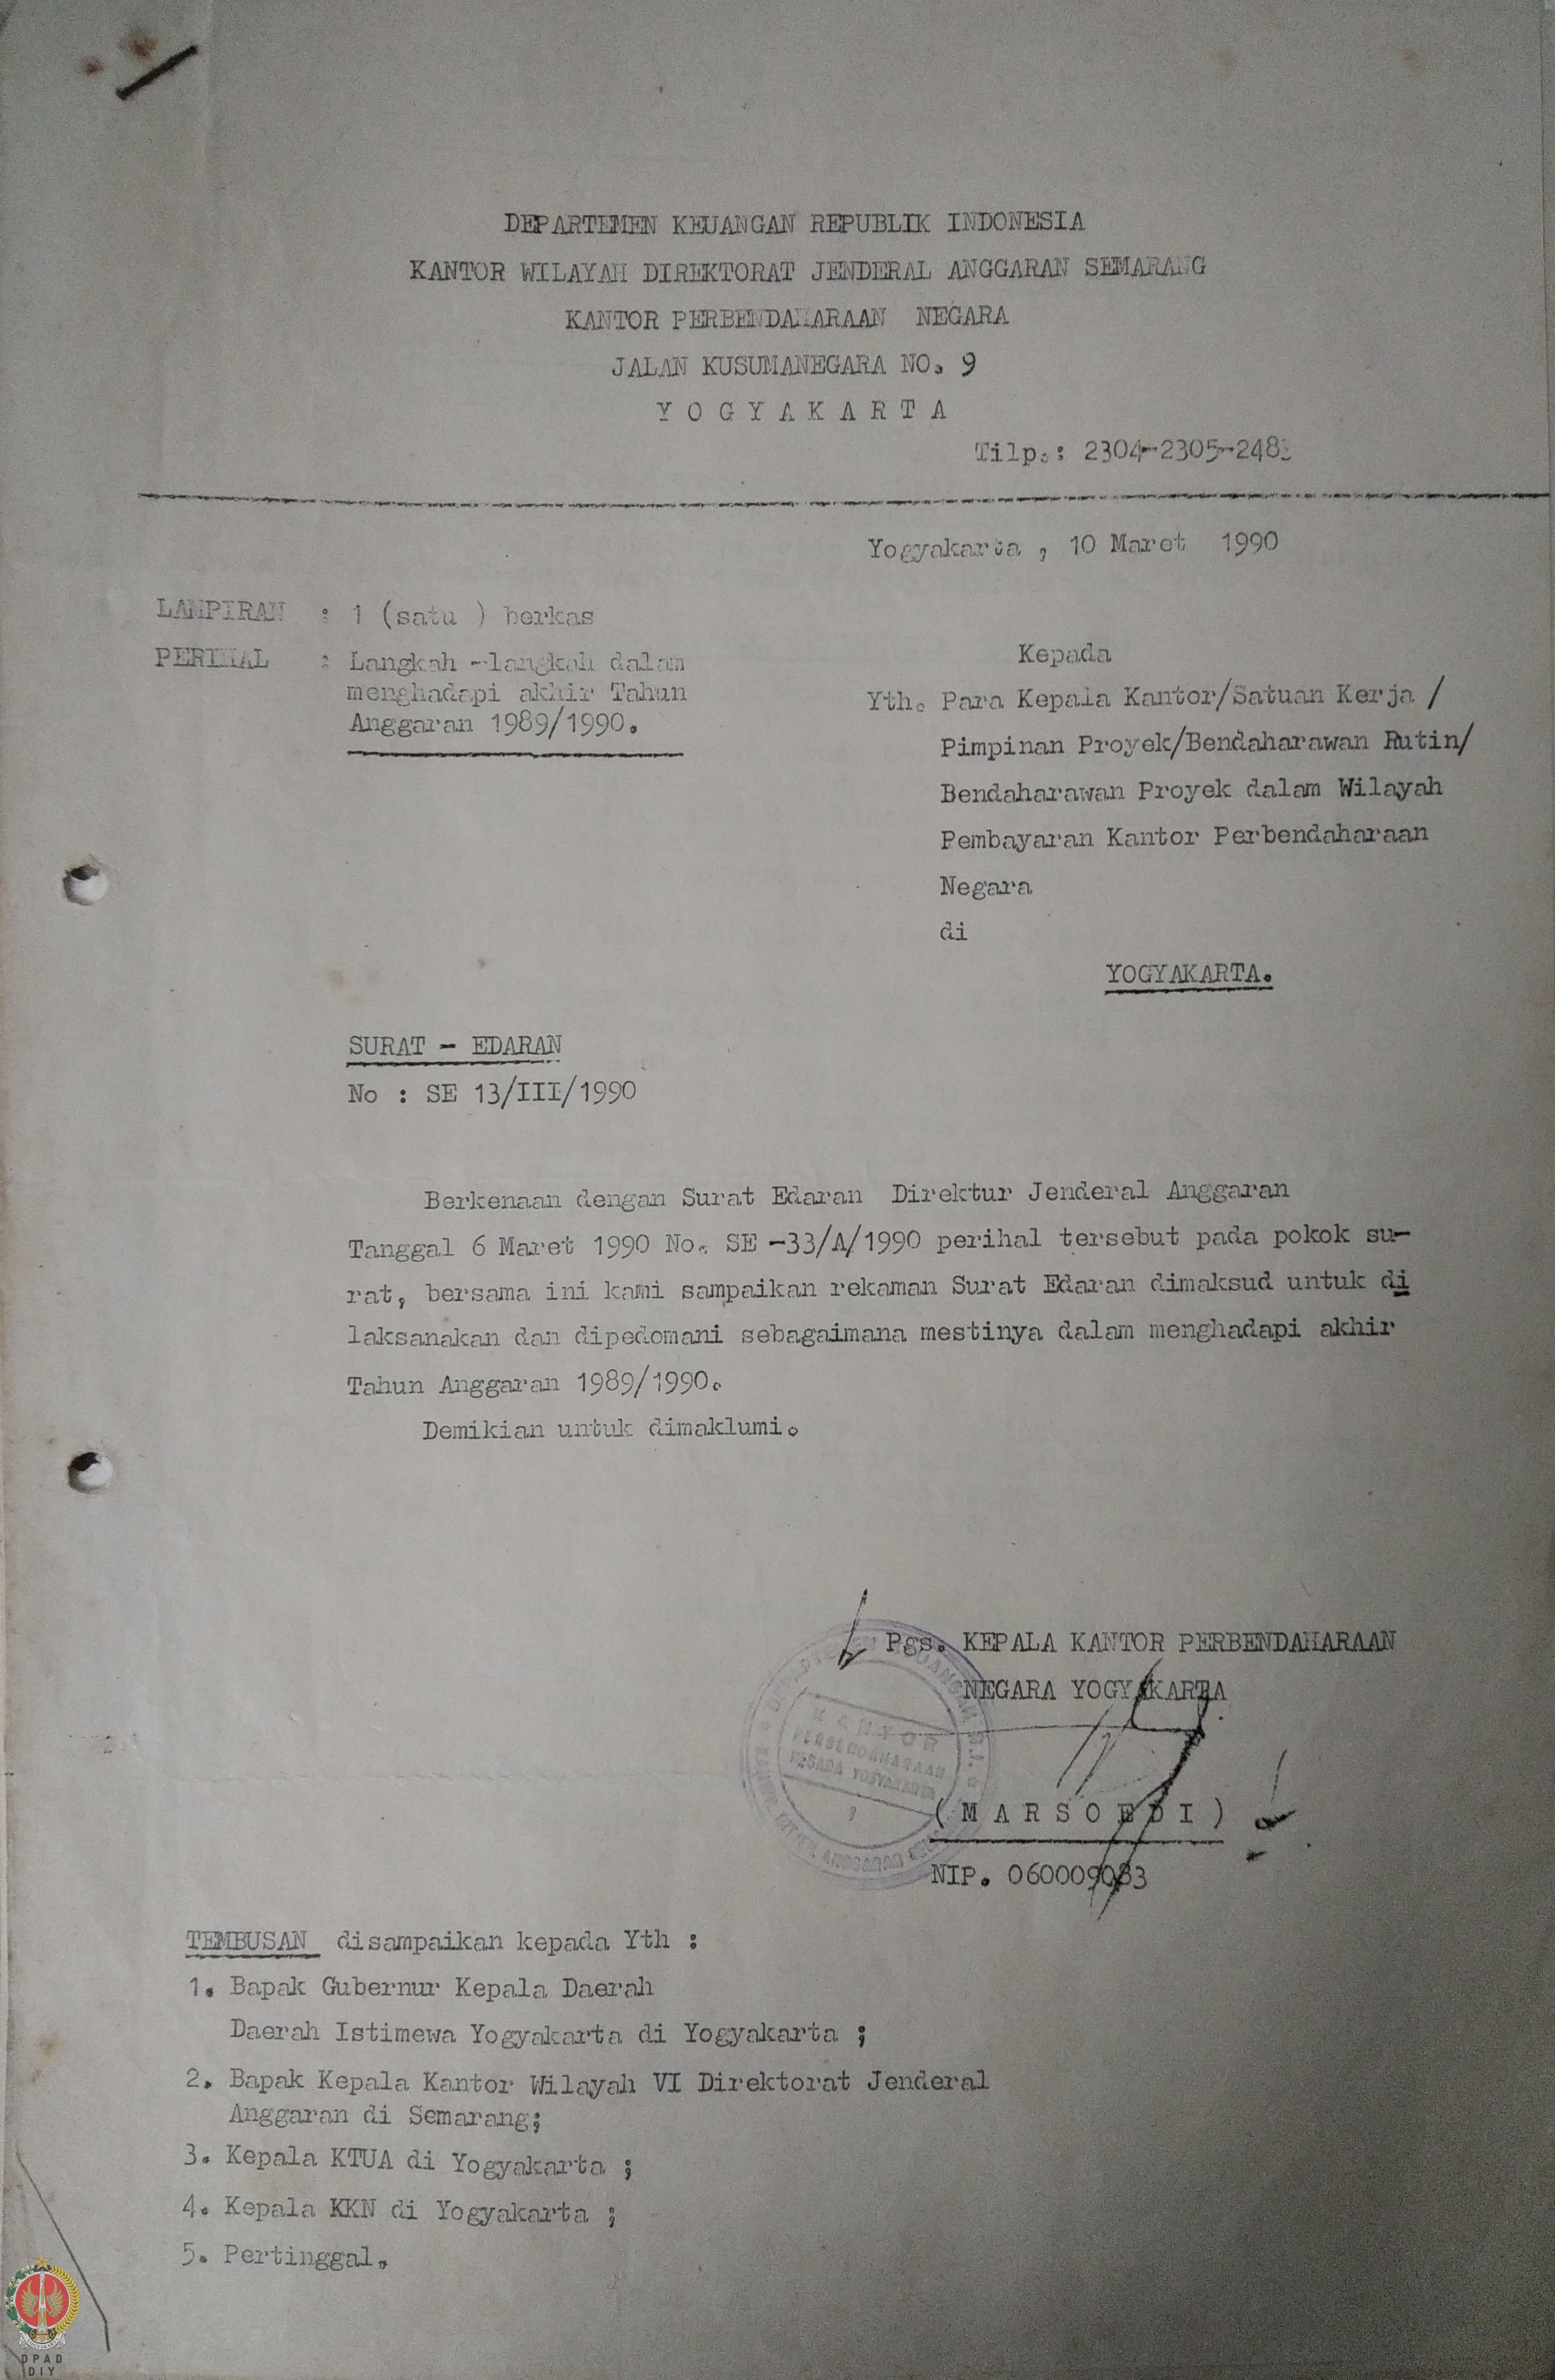 DEPARTEMEN KEUANGAN REPUBLIK INDONESIA
KANTOR WILAYAH DIREKTORAT JENDERAL ANGGARAN SEMARANG
KANTOR PERBENDAHARAAN NEGARA
JALAN KUSUMANEGARA NO. 9
Y O G Y A K A R T A
Tilp.: 2304-2305-248
Yogyakarta , 10 Maret 1990
LAMPIRAN : 1 (satu ) berkas
PERIHAL : Langkah -langkah dalam
menghadapi akhir Tahun
Anggaran 1989/1990.
Kepada
Yth. Para Kepala Kantor/Satuan Kerja /
Pimpinan Proyek/Bendaharawan Rutin/
Bendaharawan Proyek dalam Wilayah
Pembayaran Kantor Perbendaharaan
Negara
di
YOGYAKARTA.
SURAT - EDARAN
No : SE 13/III/1990
Berkenaan dengan Surat Edaran Direktur Jenderal Anggaran
Tanggal 6 Maret 1990 No. SE -33/A/1990 perihal tersebut pada pokok su-
rat, bersama ini kami sampaikan rekaman Surat Edaran dimaksud untuk di
laksanakan dan dipedomani sebagaimana mestinya dalam menghadapi akhir
Tahun Anggaran 1989/1990.
Demikian untuk dimaklumi.
Pgs. KEPALA KANTOR PERBENDAHARAAN
NEGARA YOGYAKARTA
KANTOR
PERBENDAHARAAN
NEGARA YOGYAKARTA
( M A R S O E D I )
NIP. 060009083
TEMBUSAN disampaikan kepada Yth :
1. Bapak Gubernur Kepala Daerah
Daerah Istimewa Yogyakarta di Yogyakarta ;
2. Bapak Kepala Kantor Wilayah VI Direktorat Jenderal
Anggaran di Semarang;
3. Kepala KTUA di Yogyakarta ;
4. Kepala KKN di Yogyakarta ;
5. Pertinggal.
DPAD
DIY